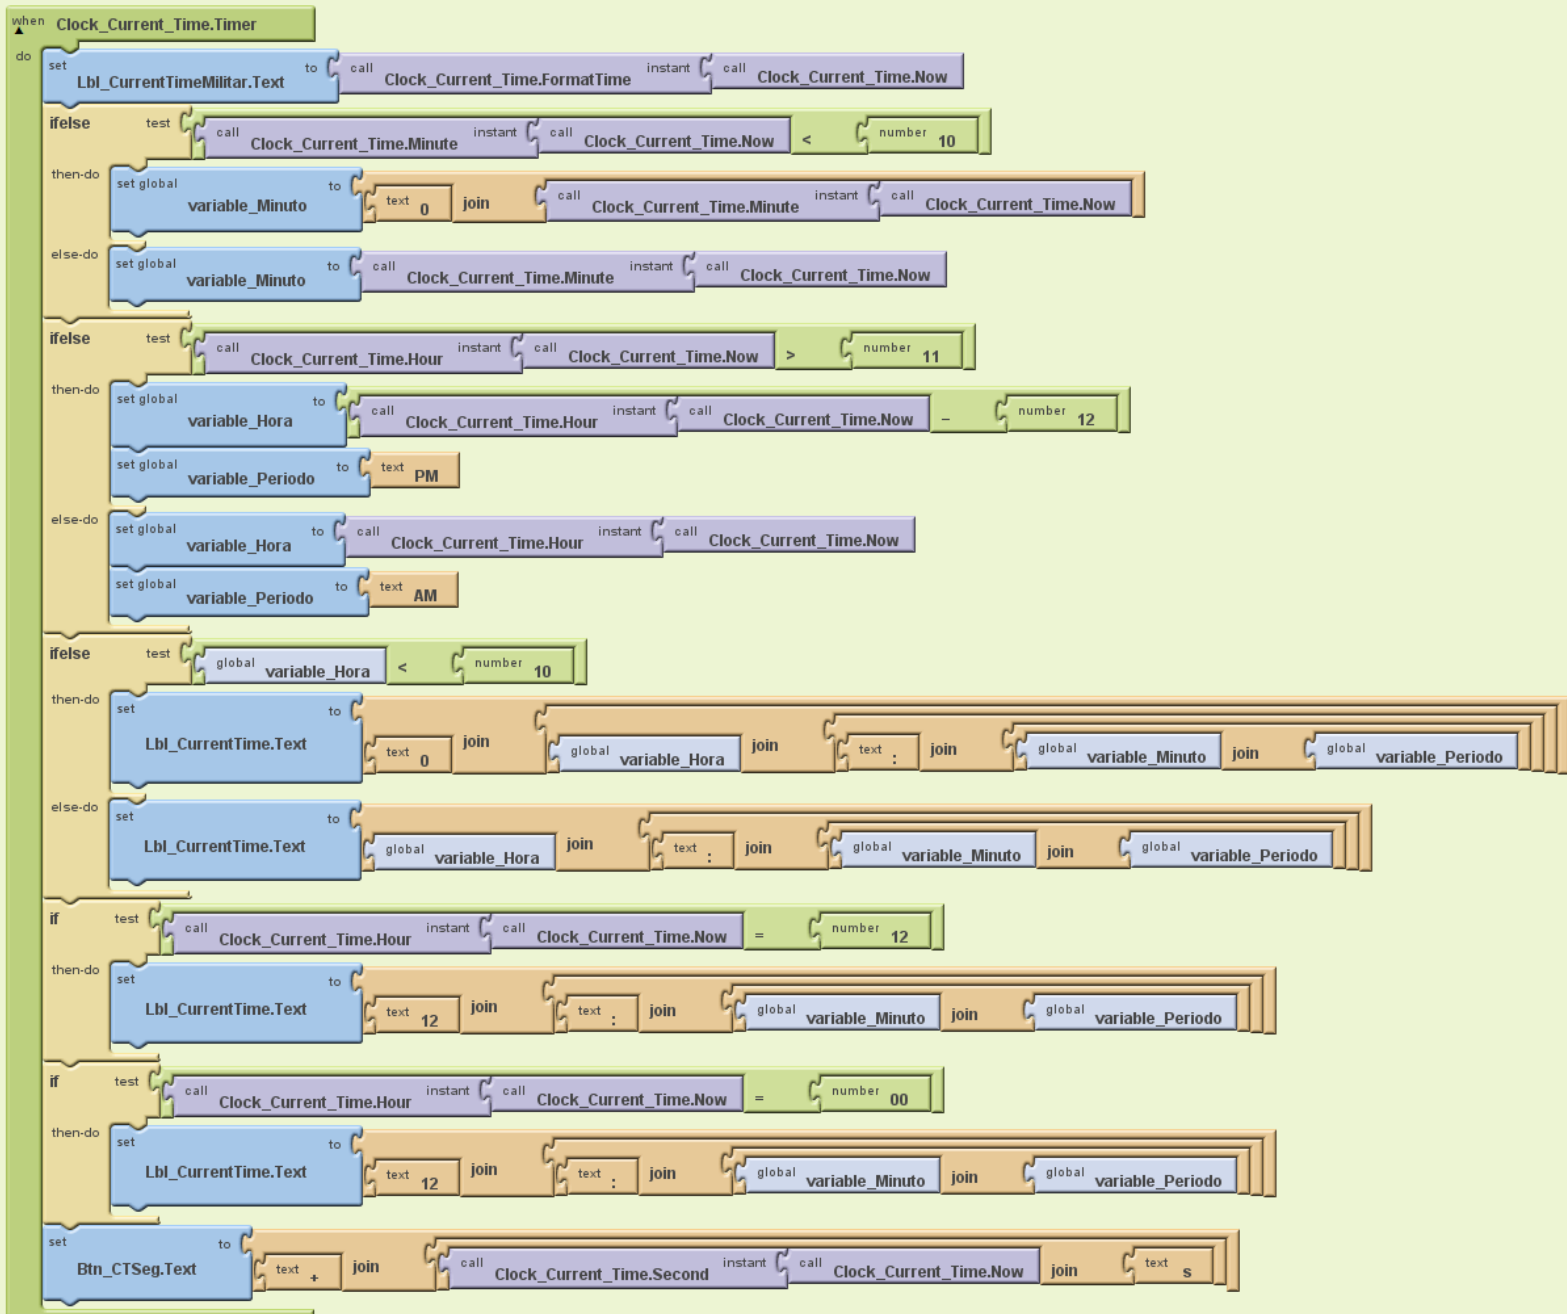 when Clock_Current_Time.Timer
do set Lbl_CurrentTimeMilitar.Text to call Clock_Current_Time.FormatTime instant call Clock_Current_Time.Now
ifelse test call Clock_Current_Time.Minute instant call Clock_Current_Time.Now < number 10
then-do set global variable_Minuto to text 0 join call Clock_Current_Time.Minute instant call Clock_Current_Time.Now
else-do set global variable_Minuto to call Clock_Current_Time.Minute instant call Clock_Current_Time.Now
ifelse test call Clock_Current_Time.Hour instant call Clock_Current_Time.Now > number 11
then-do set global variable_Hora to call Clock_Current_Time.Hour instant call Clock_Current_Time.Now - number 12
set global variable_Periodo to text PM
else-do set global variable_Hora to call Clock_Current_Time.Hour instant call Clock_Current_Time.Now
set global variable_Periodo to text AM
ifelse test global variable_Hora < number 10
then-do set Lbl_CurrentTime.Text to text 0 join global variable_Hora join text : join global variable_Minuto join global variable_Periodo
else-do set Lbl_CurrentTime.Text to global variable_Hora join text : join global variable_Minuto join global variable_Periodo
if test call Clock_Current_Time.Hour instant call Clock_Current_Time.Now = number 12
then-do set Lbl_CurrentTime.Text to text 12 join text : join global variable_Minuto join global variable_Periodo
if test call Clock_Current_Time.Hour instant call Clock_Current_Time.Now = number 00
then-do set Lbl_CurrentTime.Text to text 12 join text : join global variable_Minuto join global variable_Periodo
set Btn_CTSeg.Text to text + join call Clock_Current_Time.Second instant call Clock_Current_Time.Now join text s